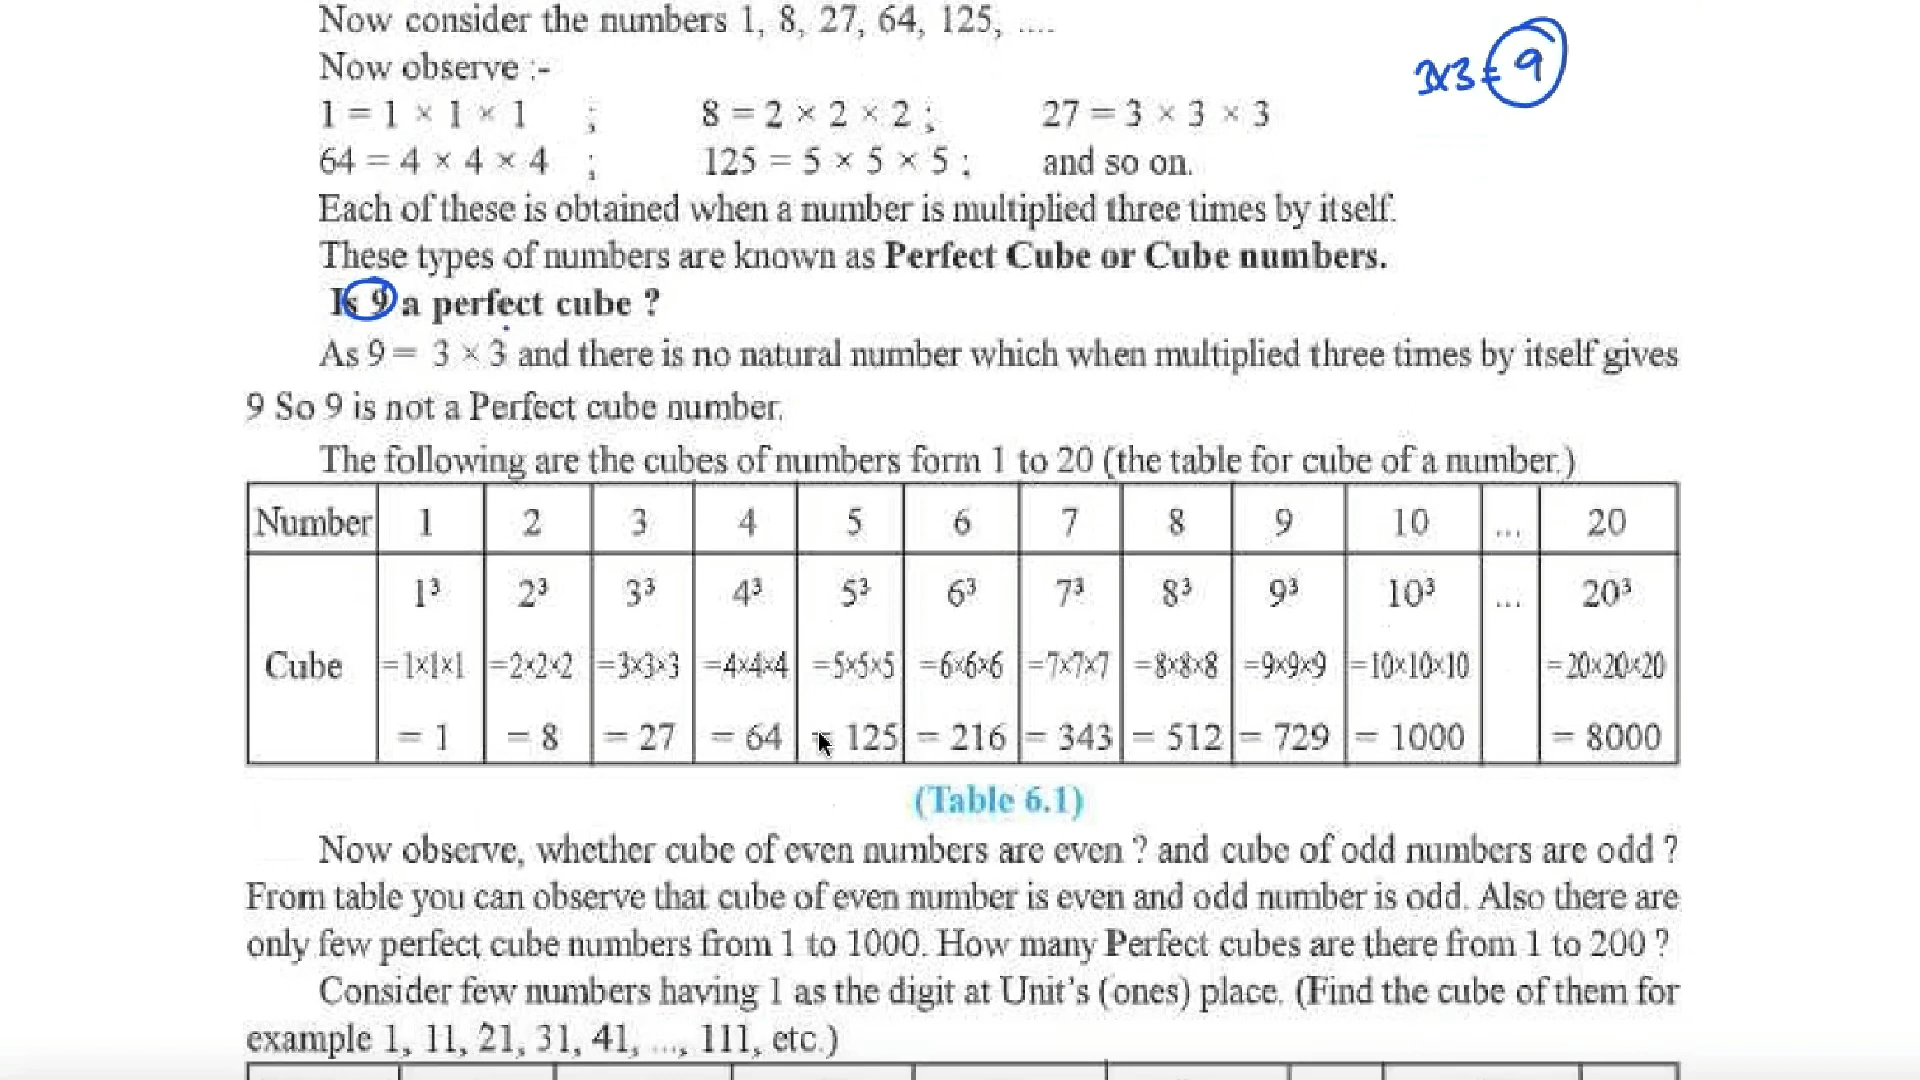 Now consider the numbers 1, 8, 27, 64, 125, ....
3x3 = 9
Now observe :-
1 = 1 × 1 × 1 ; 8 = 2 × 2 × 2 ; 27 = 3 × 3 × 3
64 = 4 × 4 × 4 ; 125 = 5 × 5 × 5 ; and so on.
Each of these is obtained when a number is multiplied three times by itself.
These types of numbers are known as Perfect Cube or Cube numbers.
Is 9 a perfect cube ?
As 9 = 3 × 3 and there is no natural number which when multiplied three times by itself gives
9 So 9 is not a Perfect cube number.
The following are the cubes of numbers form 1 to 20 (the table for cube of a number.)
Number 1 2 3 4 5 6 7 8 9 10 ... 20
1³ 2³ 3³ 4³ 5³ 6³ 7³ 8³ 9³ 10³ ... 20³
Cube =1×1×1 =2×2×2 =3×3×3 =4×4×4 =5×5×5 =6×6×6 =7×7×7 =8×8×8 =9×9×9 =10×10×10 =20×20×20
= 1 = 8 = 27 = 64 = 125 = 216 = 343 = 512 = 729 = 1000 = 8000
(Table 6.1)
Now observe, whether cube of even numbers are even ? and cube of odd numbers are odd ?
From table you can observe that cube of even number is even and odd number is odd. Also there are
only few perfect cube numbers from 1 to 1000. How many Perfect cubes are there from 1 to 200 ?
Consider few numbers having 1 as the digit at Unit's (ones) place. (Find the cube of them for
example 1, 11, 21, 31, 41, ..., 111, etc.)